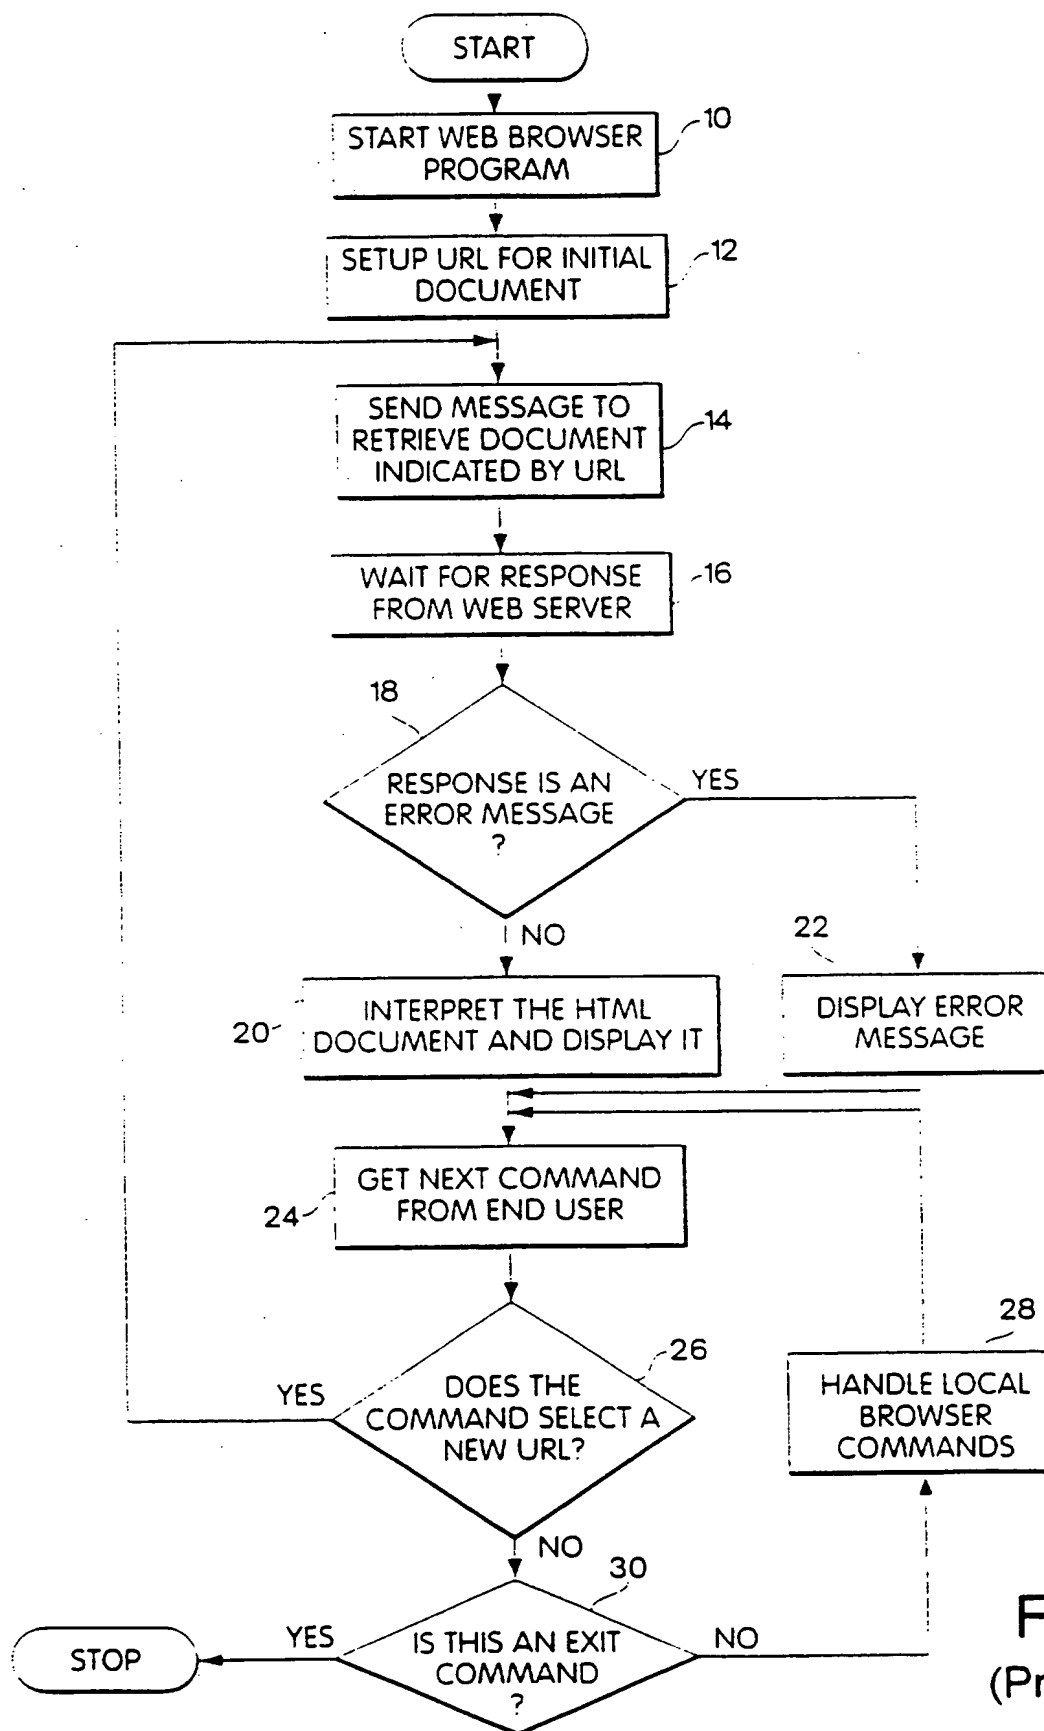 START
START WEB BROWSER
PROGRAM
10
SETUP URL FOR INITIAL
DOCUMENT
12
SEND MESSAGE TO
RETRIEVE DOCUMENT
INDICATED BY URL
14
WAIT FOR RESPONSE
FROM WEB SERVER
16
18
RESPONSE IS AN
ERROR MESSAGE
?
YES
NO
22
20
INTERPRET THE HTML
DOCUMENT AND DISPLAY IT
DISPLAY ERROR
MESSAGE
24
GET NEXT COMMAND
FROM END USER
26
28
YES
DOES THE
COMMAND SELECT A
NEW URL?
HANDLE LOCAL
BROWSER
COMMANDS
NO
30
STOP
YES
IS THIS AN EXIT
COMMAND
?
NO
F
(Pr